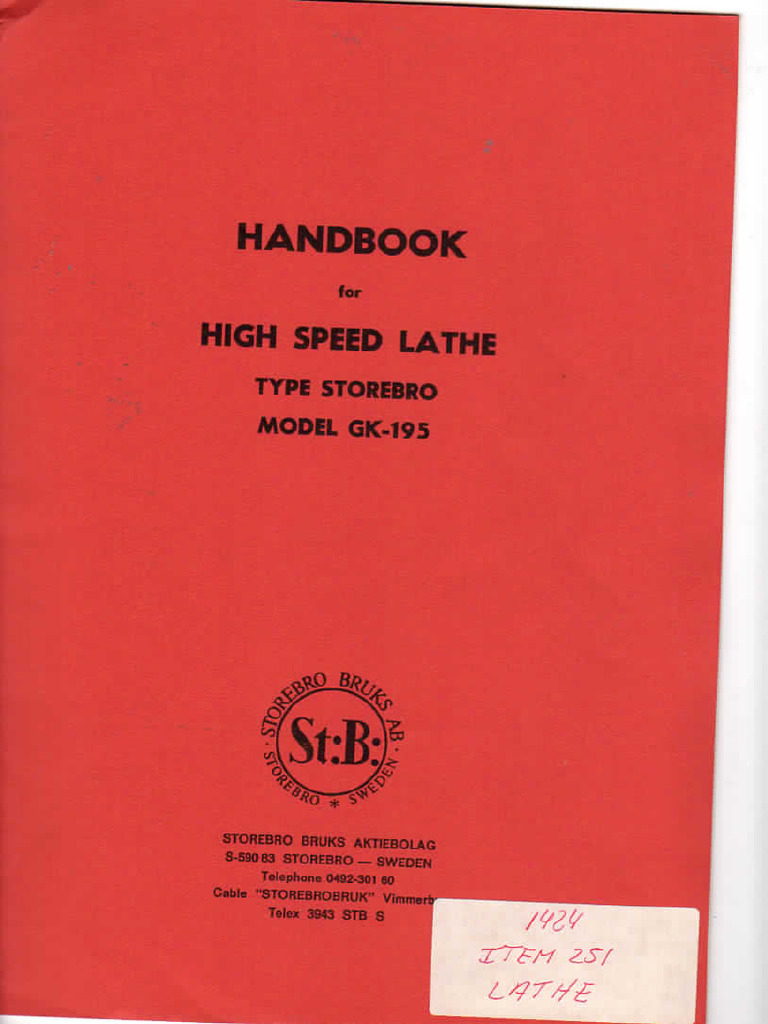 HANDBOOK
for
HIGH SPEED LATHE
TYPE STOREBRO
MODEL GK-195
· STOREBRO BRUKS AB ·
St:B:
STOREBRO * SWEDEN
STOREBRO BRUKS AKTIEBOLAG
S-590 83 STOREBRO — SWEDEN
Telephone 0492-301 60
Cable "STOREBROBRUK" Vimmerb
Telex 3943 STB S
1424
ITEM 251
LATHE